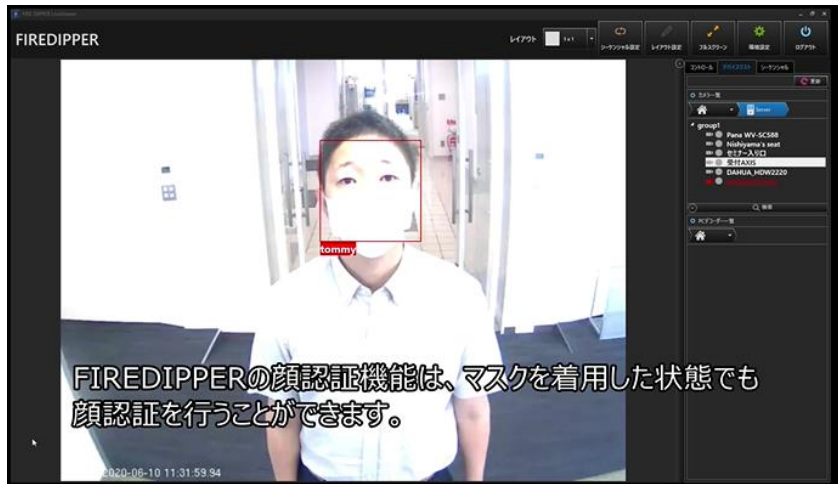 FIREDIPPER
レイアウト
1x1
シーケンシャル設定
レイアウト設定
フルスクリーン
環境設定
ログアウト
コントロール
デバイスリスト
シーケンシャル
更新
カメラ一覧
Server
group1
Pana WV-SC588
Nishiyama's seat
セミナー入り口
受付AXIS
DAHUA_HDW2220
検索
PCデコーダー一覧
tommy
FIREDIPPERの顔認証機能は、マスクを着用した状態でも
顔認証を行うことができます。
2020-06-10 11:31:59.94